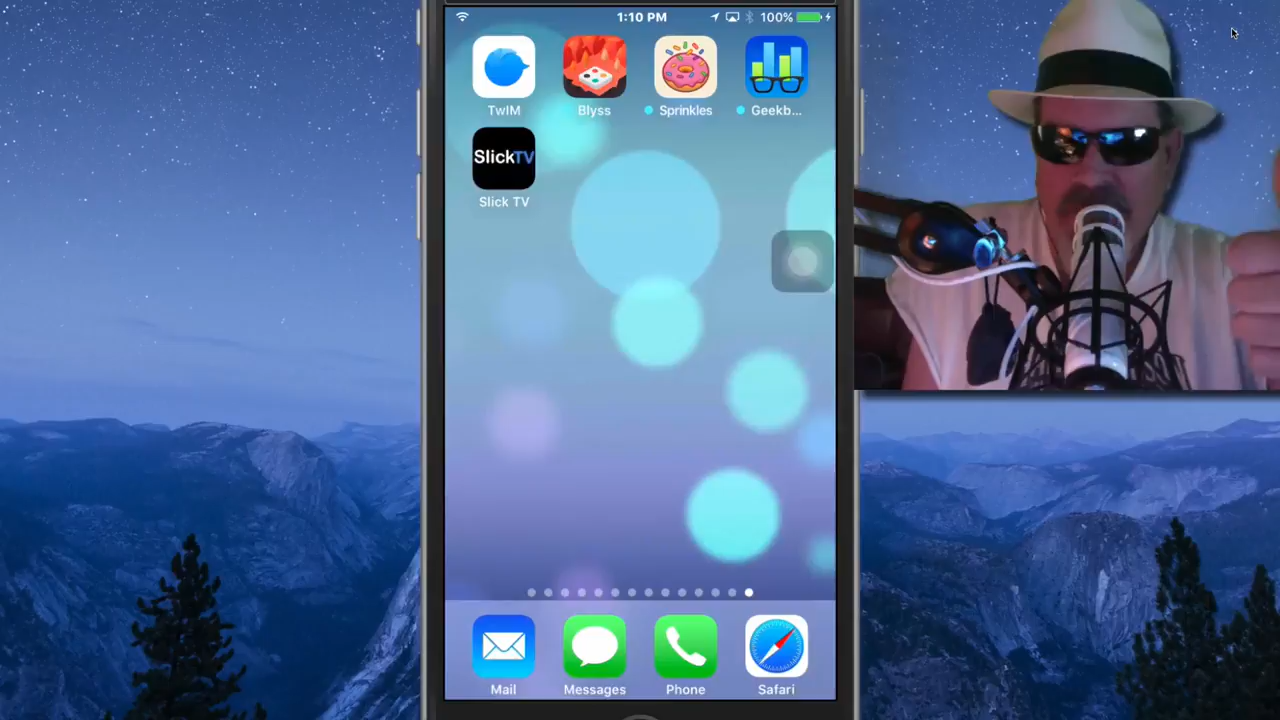 1:10 PM 100%
TwIM Blyss Sprinkles Geekb...
SlickTV
Slick TV
Mail Messages Phone Safari